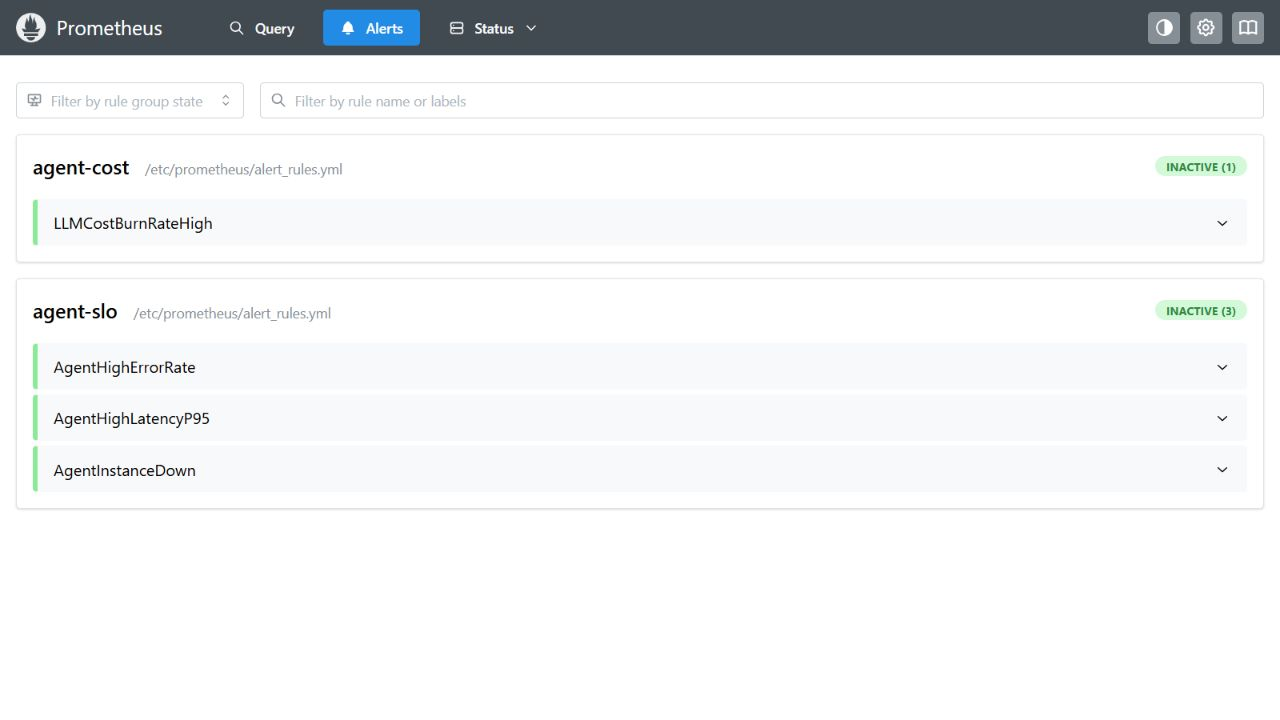 Prometheus Query Alerts Status
Filter by rule group state Filter by rule name or labels
agent-cost /etc/prometheus/alert_rules.yml INACTIVE (1)
LLMCostBurnRateHigh
agent-slo /etc/prometheus/alert_rules.yml INACTIVE (3)
AgentHighErrorRate
AgentHighLatencyP95
AgentInstanceDown